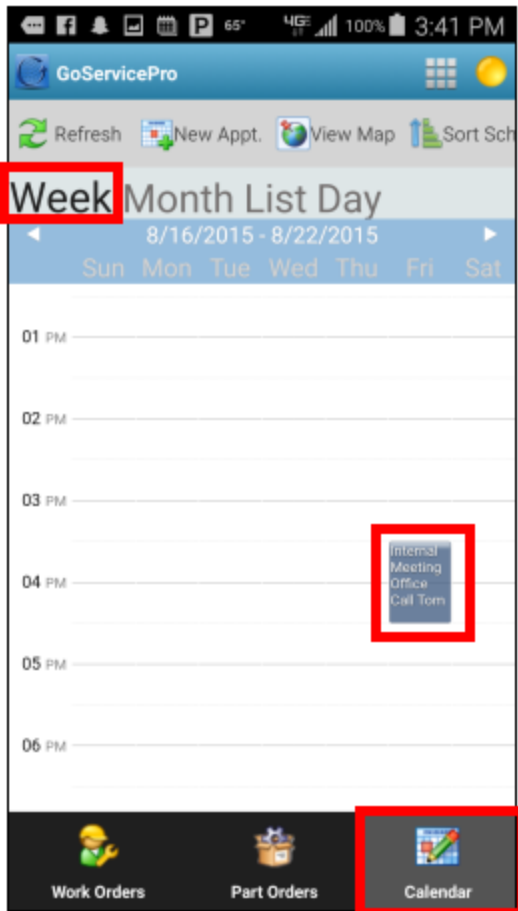 65° 4G 100% 3:41 PM
GoServicePro
Refresh New Appt. View Map Sort Sch
Week Month List Day
8/16/2015 - 8/22/2015
Sun Mon Tue Wed Thu Fri Sat
01 PM
02 PM
03 PM
Internal
Meeting
04 PM Office
Call Tom
05 PM
06 PM
Work Orders Part Orders Calendar